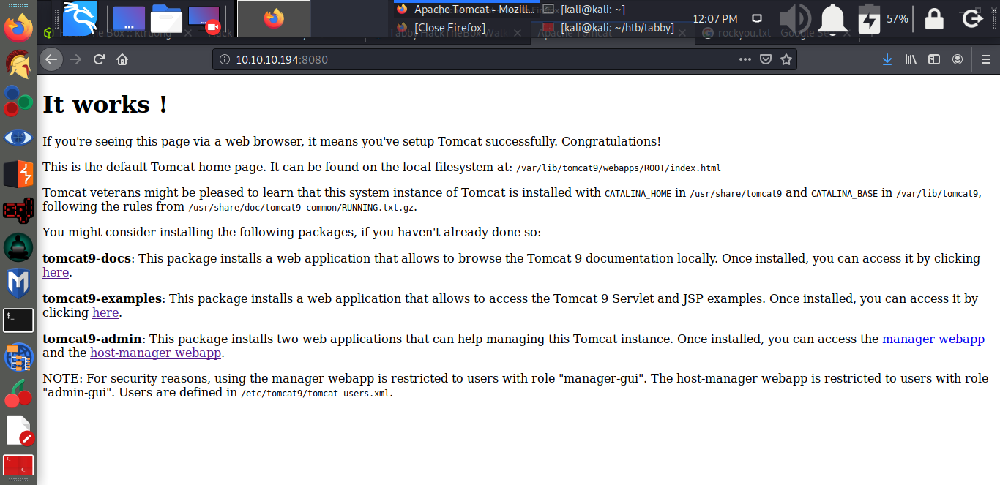 Apache Tomcat - Mozill...
[kali@kali: ~]
[Close Firefox]
[kali@kali: ~/htb/tabby]
12:07 PM
57%
10.10.10.194:8080
It works !
If you're seeing this page via a web browser, it means you've setup Tomcat successfully. Congratulations!
This is the default Tomcat home page. It can be found on the local filesystem at: /var/lib/tomcat9/webapps/ROOT/index.html
Tomcat veterans might be pleased to learn that this system instance of Tomcat is installed with CATALINA_HOME in /usr/share/tomcat9 and CATALINA_BASE in /var/lib/tomcat9,
following the rules from /usr/share/doc/tomcat9-common/RUNNING.txt.gz.
You might consider installing the following packages, if you haven't already done so:
tomcat9-docs: This package installs a web application that allows to browse the Tomcat 9 documentation locally. Once installed, you can access it by clicking
here.
tomcat9-examples: This package installs a web application that allows to access the Tomcat 9 Servlet and JSP examples. Once installed, you can access it by
clicking here.
tomcat9-admin: This package installs two web applications that can help managing this Tomcat instance. Once installed, you can access the manager webapp
and the host-manager webapp.
NOTE: For security reasons, using the manager webapp is restricted to users with role "manager-gui". The host-manager webapp is restricted to users with role
"admin-gui". Users are defined in /etc/tomcat9/tomcat-users.xml.